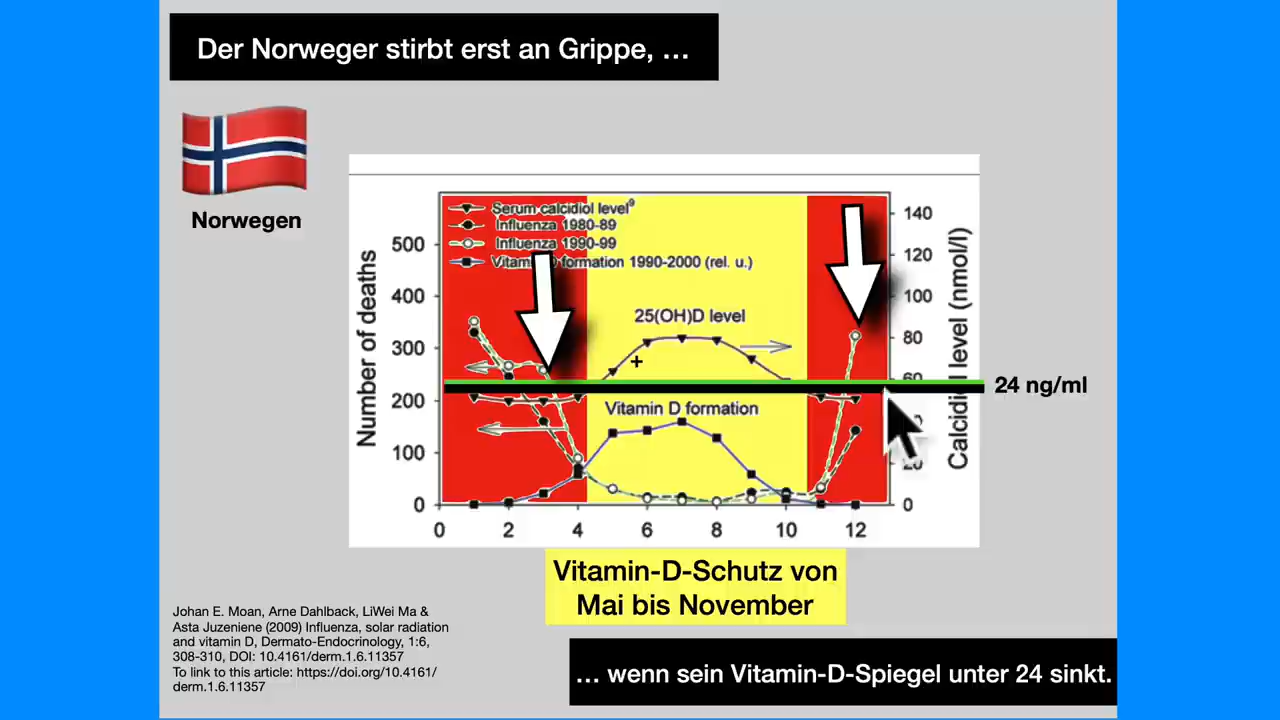 Der Norweger stirbt erst an Grippe, …
Norwegen
Serum calcidiol level9
Influenza 1980-89
Influenza 1990-99
formation 1990-2000 (rel. u.)
500
400
300
200
100
0
Number of deaths
140
120
100
80
20
0
level (nmol/l)
25(OH)D level
24 ng/ml
Vitamin D formation
0 2 4 6 8 10 12
Vitamin-D-Schutz von
Mai bis November
Johan E. Moan, Arne Dahlback, LiWei Ma &
Asta Juzeniene (2009) Influenza, solar radiation
and vitamin D, Dermato-Endocrinology, 1:6,
308-310, DOI: 10.4161/derm.1.6.11357
To link to this article: https://doi.org/10.4161/
derm.1.6.11357
… wenn sein Vitamin-D-Spiegel unter 24 sinkt.